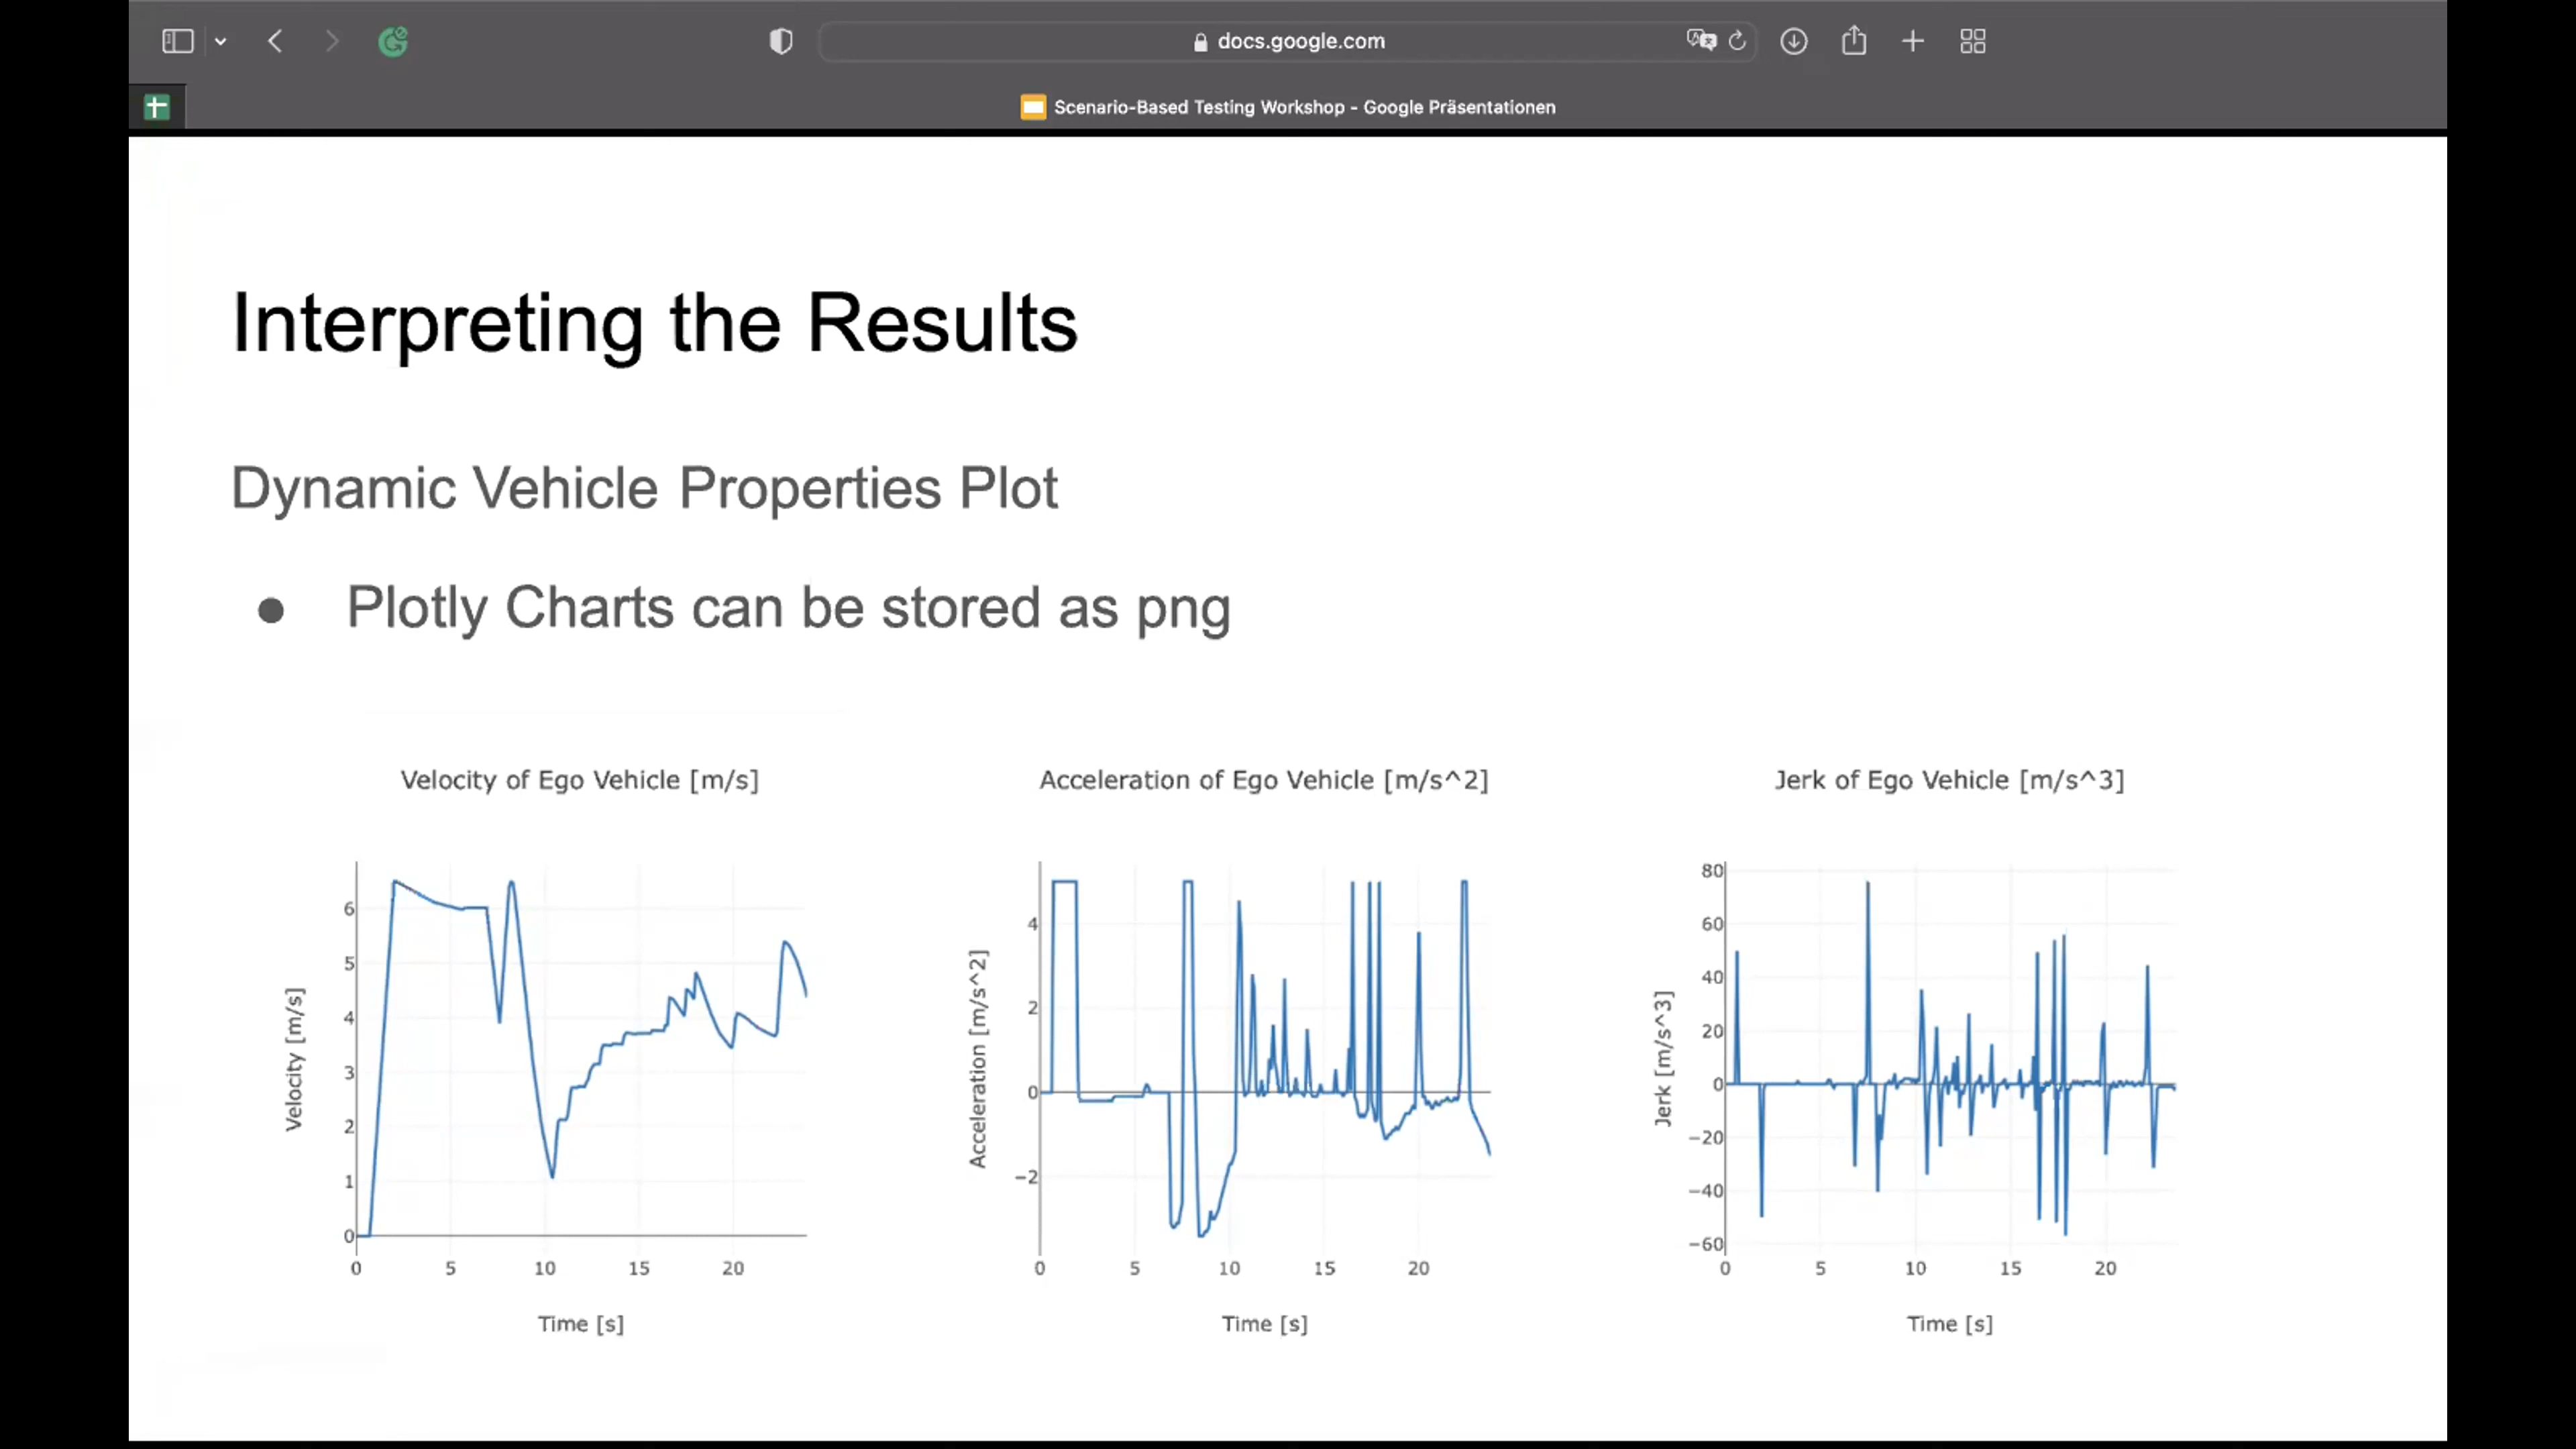 docs.google.com
Scenario-Based Testing Workshop - Google Präsentationen
Interpreting the Results
Dynamic Vehicle Properties Plot
● Plotly Charts can be stored as png
Velocity of Ego Vehicle [m/s]
Velocity [m/s]
6
5
4
3
2
1
0
0 5 10 15 20
Time [s]
Acceleration of Ego Vehicle [m/s^2]
Acceleration [m/s^2]
4
2
0
−2
0 5 10 15 20
Time [s]
Jerk of Ego Vehicle [m/s^3]
Jerk [m/s^3]
80
60
40
20
0
−20
−40
−60
0 5 10 15 20
Time [s]